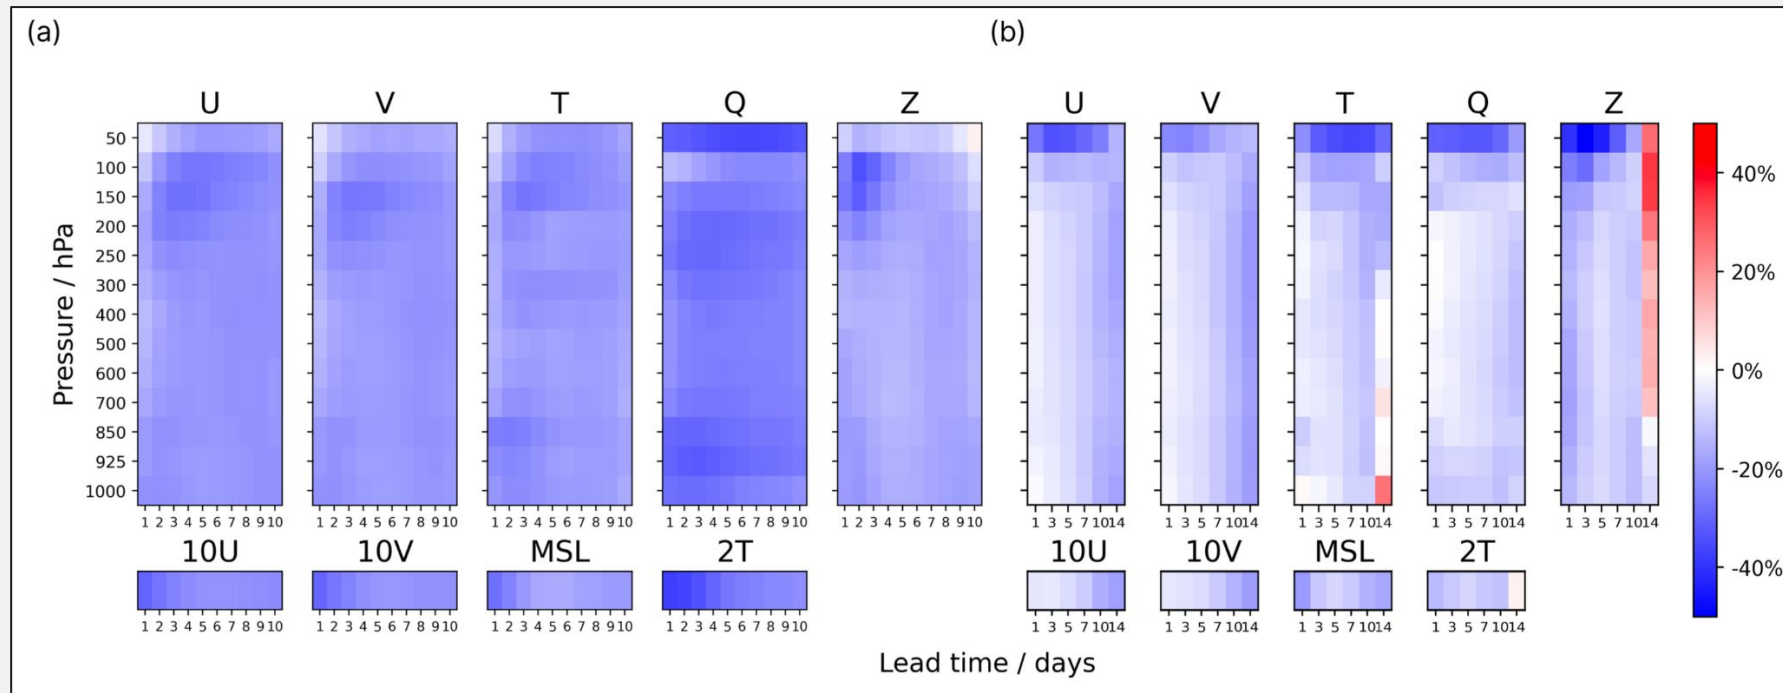 (a)
(b)
U V T Q Z U V T Q Z
Pressure / hPa
50
100
150
200
250
300
400
500
600
700
850
925
1000
40%
20%
0%
-20%
-40%
1 2 3 4 5 6 7 8 9 10 1 2 3 4 5 6 7 8 9 10 1 2 3 4 5 6 7 8 9 10 1 2 3 4 5 6 7 8 9 10 1 2 3 4 5 6 7 8 9 10 1 3 5 7 10 14 1 3 5 7 10 14 1 3 5 7 10 14 1 3 5 7 10 14 1 3 5 7 10 14
10U 10V MSL 2T 10U 10V MSL 2T
1 2 3 4 5 6 7 8 9 10 1 2 3 4 5 6 7 8 9 10 1 2 3 4 5 6 7 8 9 10 1 2 3 4 5 6 7 8 9 10 1 3 5 7 10 14 1 3 5 7 10 14 1 3 5 7 10 14 1 3 5 7 10 14
Lead time / days